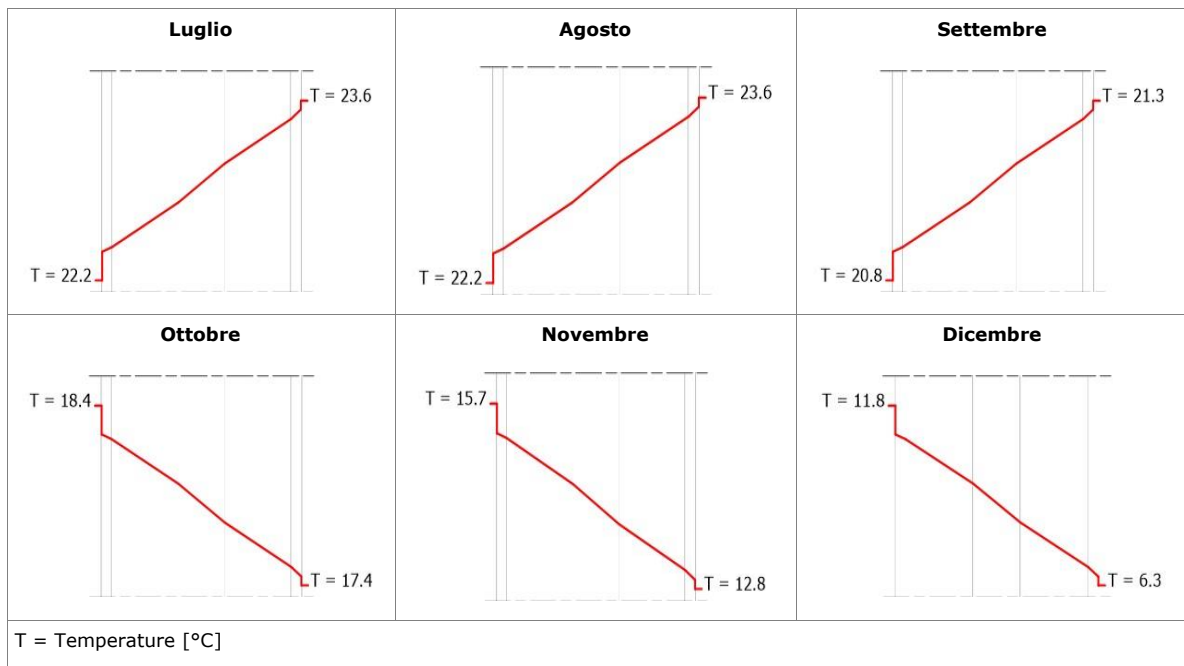 Luglio
T = 23.6
T = 22.2
Agosto
T = 23.6
T = 22.2
Settembre
T = 21.3
T = 20.8
Ottobre
T = 18.4
T = 17.4
Novembre
T = 15.7
T = 12.8
Dicembre
T = 11.8
T = 6.3
T = Temperature [°C]